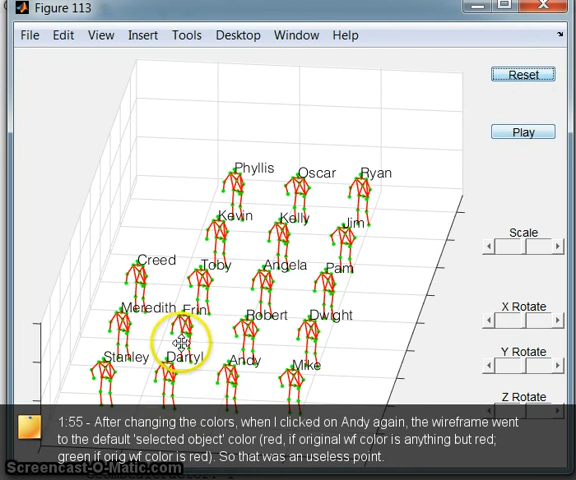 Figure 113
File Edit View Insert Tools Desktop Window Help
Reset
Play
Phyllis Oscar Ryan
Kevin Kelly Jim
Scale
Creed Toby Angela Pam
X Rotate
Meredith Erin Robert Dwight
Y Rotate
Stanley Darryl Andy Mike
Z Rotate
1:55 - After changing the colors, when I clicked on Andy again, the wireframe went
to the default 'selected object' color (red, if original wf color is anything but red;
green if orig wf color is red). So that was an useless point.
Screencast-O-Matic.com